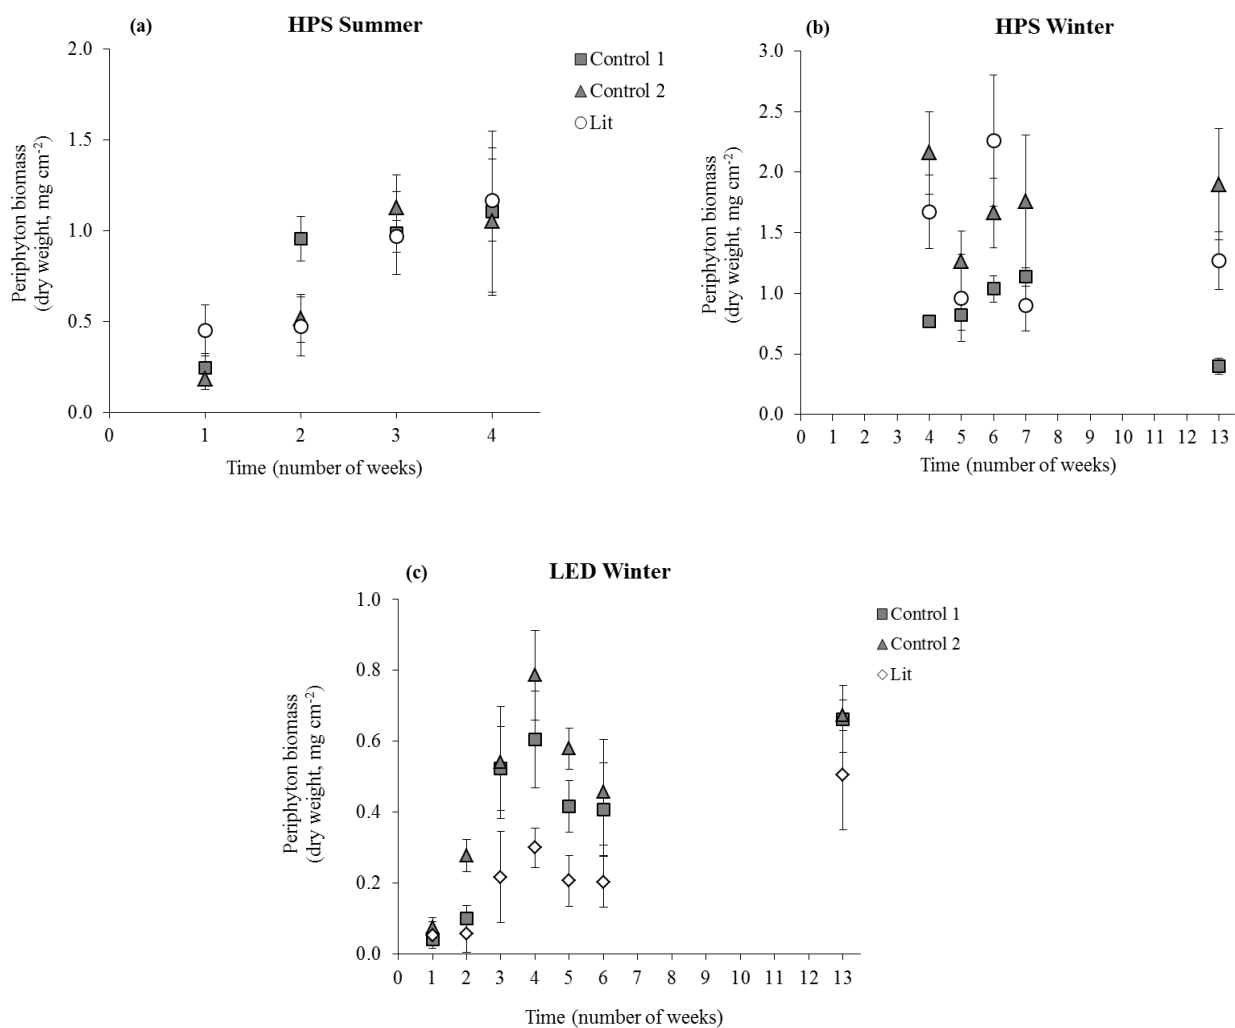 (a)
HPS Summer
2.0
1.5
1.0
0.5
0.0
Periphyton biomass
(dry weight, mg cm-2)
0 1 2 3 4
Time (number of weeks)
Control 1
Control 2
Lit
(b)
HPS Winter
3.0
2.5
2.0
1.5
1.0
0.5
0.0
Periphyton biomass
(dry weight, mg cm-2)
0 1 2 3 4 5 6 7 8 9 10 11 12 13
Time (number of weeks)
(c)
LED Winter
1.0
0.8
0.6
0.4
0.2
0.0
Periphyton biomass
(dry weight, mg cm-2)
0 1 2 3 4 5 6 7 8 9 10 11 12 13
Time (number of weeks)
Control 1
Control 2
Lit